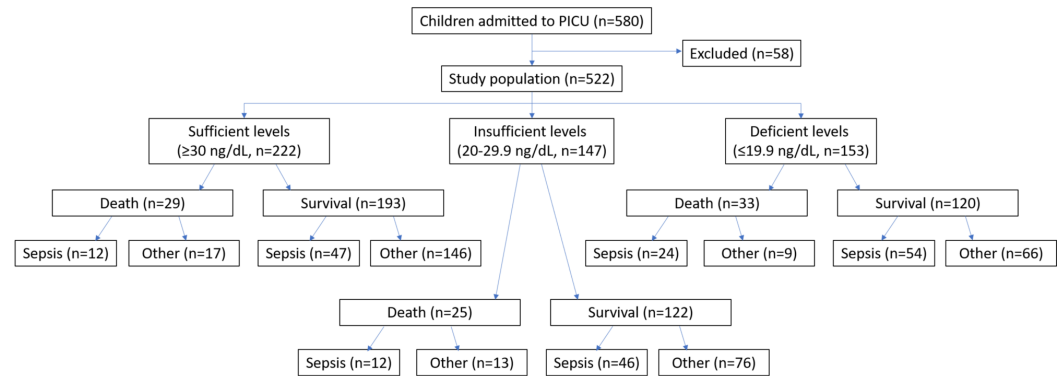 Children admitted to PICU (n=580)
Excluded (n=58)
Study population (n=522)
Sufficient levels
(≥30 ng/dL, n=222)
Insufficient levels
(20-29.9 ng/dL, n=147)
Deficient levels
(≤19.9 ng/dL, n=153)
Death (n=29)
Survival (n=193)
Death (n=33)
Survival (n=120)
Sepsis (n=12)
Other (n=17)
Sepsis (n=47)
Other (n=146)
Sepsis (n=24)
Other (n=9)
Sepsis (n=54)
Other (n=66)
Death (n=25)
Survival (n=122)
Sepsis (n=12)
Other (n=13)
Sepsis (n=46)
Other (n=76)